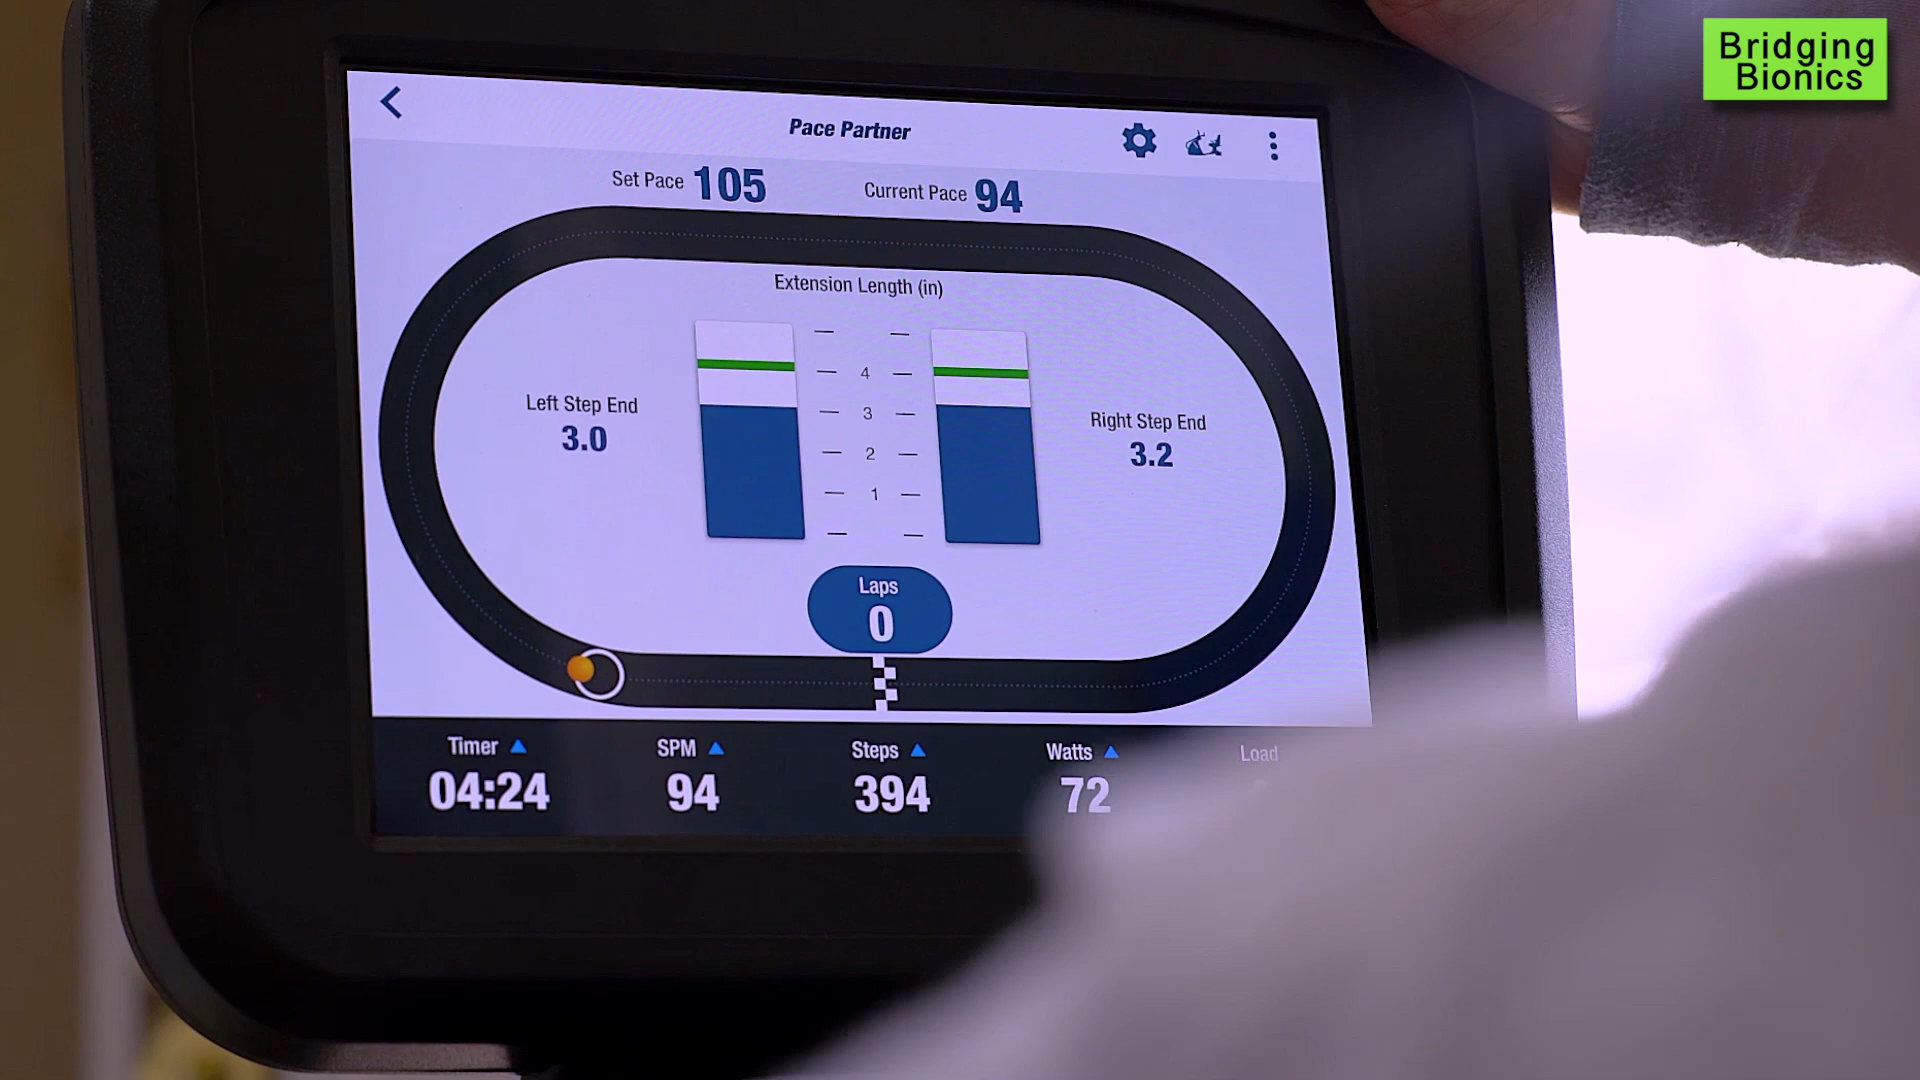 Bridging
Bionics
Pace Partner
Set Pace 105
Current Pace 94
Extension Length (in)
4
3
2
1
Left Step End
3.0
Right Step End
3.2
Laps
0
Timer
SPM
Steps
Watts
Load
04:24
94
394
72